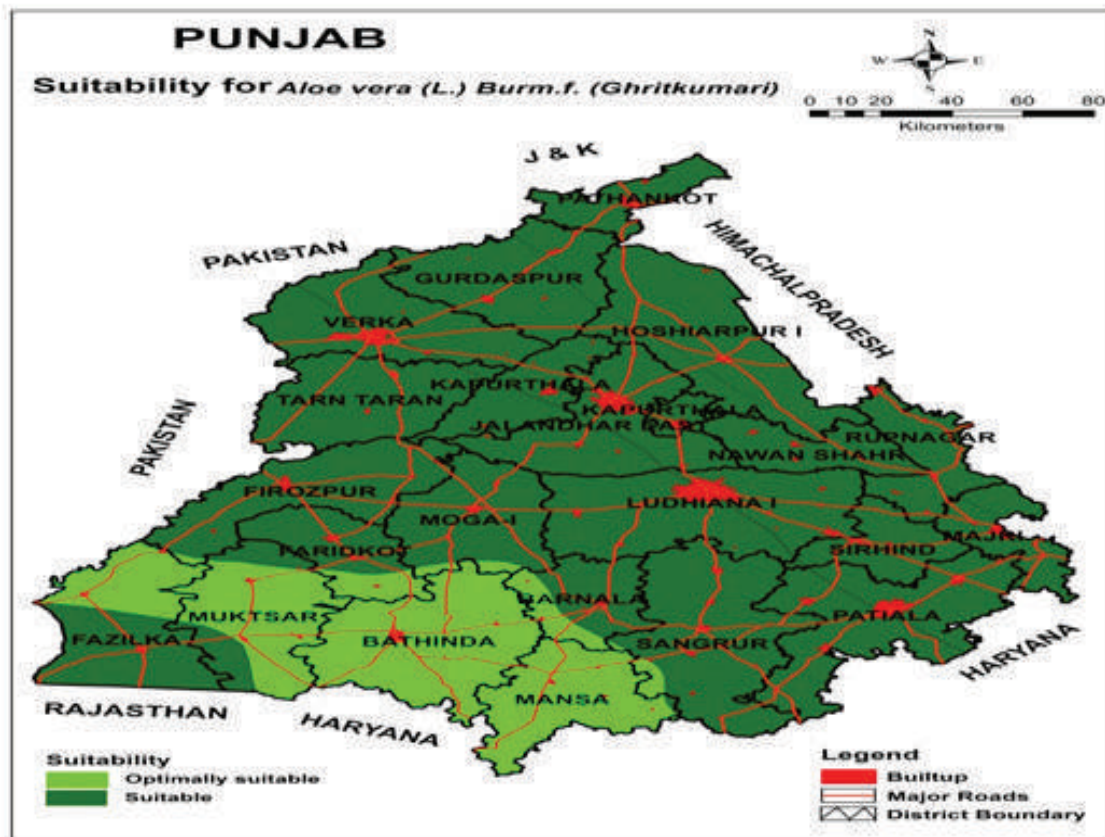 PUNJAB
Suitability for Aloe vera (L.) Burm.f. (Ghritkumari)
N
W E
S
0 10 20 40 60 80
Kilometers
J & K
PATHANKOT
PAKISTAN
HIMACHALPRADESH
GURDASPUR
VERKA
HOSHIARPUR I
KAPURTHALA
TARN TARAN
KAPURTHALA
JALANDHAR EAST
PAKISTAN
RUPNAGAR
NAWAN SHAHR
FIROZPUR
LUDHIANA I
MOGA-I
MAJRI
FARIDKOT
SIRHIND
BARNALA
MUKTSAR
PATIALA
FAZILKA
BATHINDA
SANGRUR
HARYANA
MANSA
RAJASTHAN
HARYANA
Suitability
Optimally suitable
Suitable
Legend
Builtup
Major Roads
District Boundary